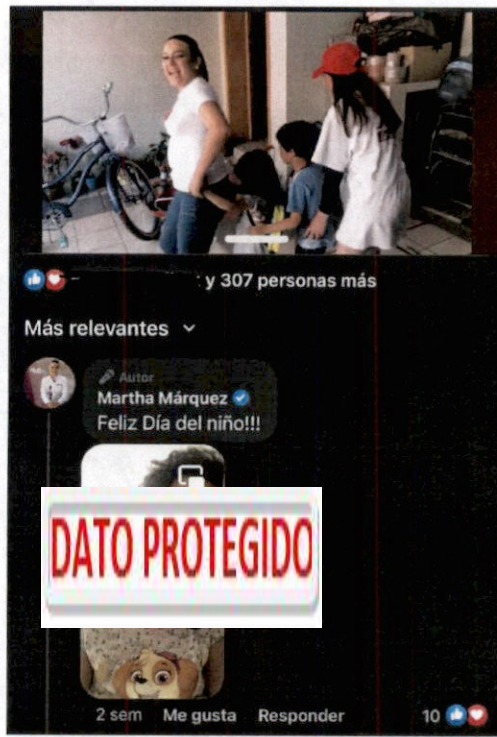 y 307 personas más
Más relevantes
Autor
Martha Márquez
Feliz Día del niño!!!
DATO PROTEGIDO
2 sem Me gusta Responder 10